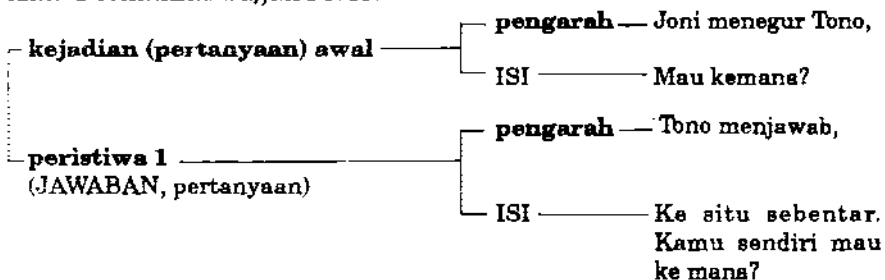 pengarah — Joni menegur Tono,
kejadian (pertanyaan) awal
ISI — Mau kemana?
pengarah — Tono menjawab,
peristiwa 1
(JAWABAN, pertanyaan)
ISI — Ke situ sebentar.
Kamu sendiri mau
ke mana?